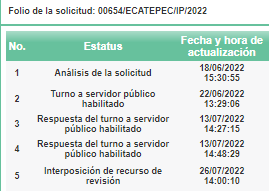 Folio de la solicitud: 00654/ECATEPEC/IP/2022
No. Estatus Fecha y hora de actualización
1 Análisis de la solicitud 18/06/2022 15:30:55
2 Turno a servidor público habilitado 22/06/2022 13:29:06
3 Respuesta del turno a servidor público habilitado 13/07/2022 14:27:15
4 Respuesta del turno a servidor público habilitado 13/07/2022 14:48:29
5 Interposición de recurso de revisión 26/07/2022 14:00:10